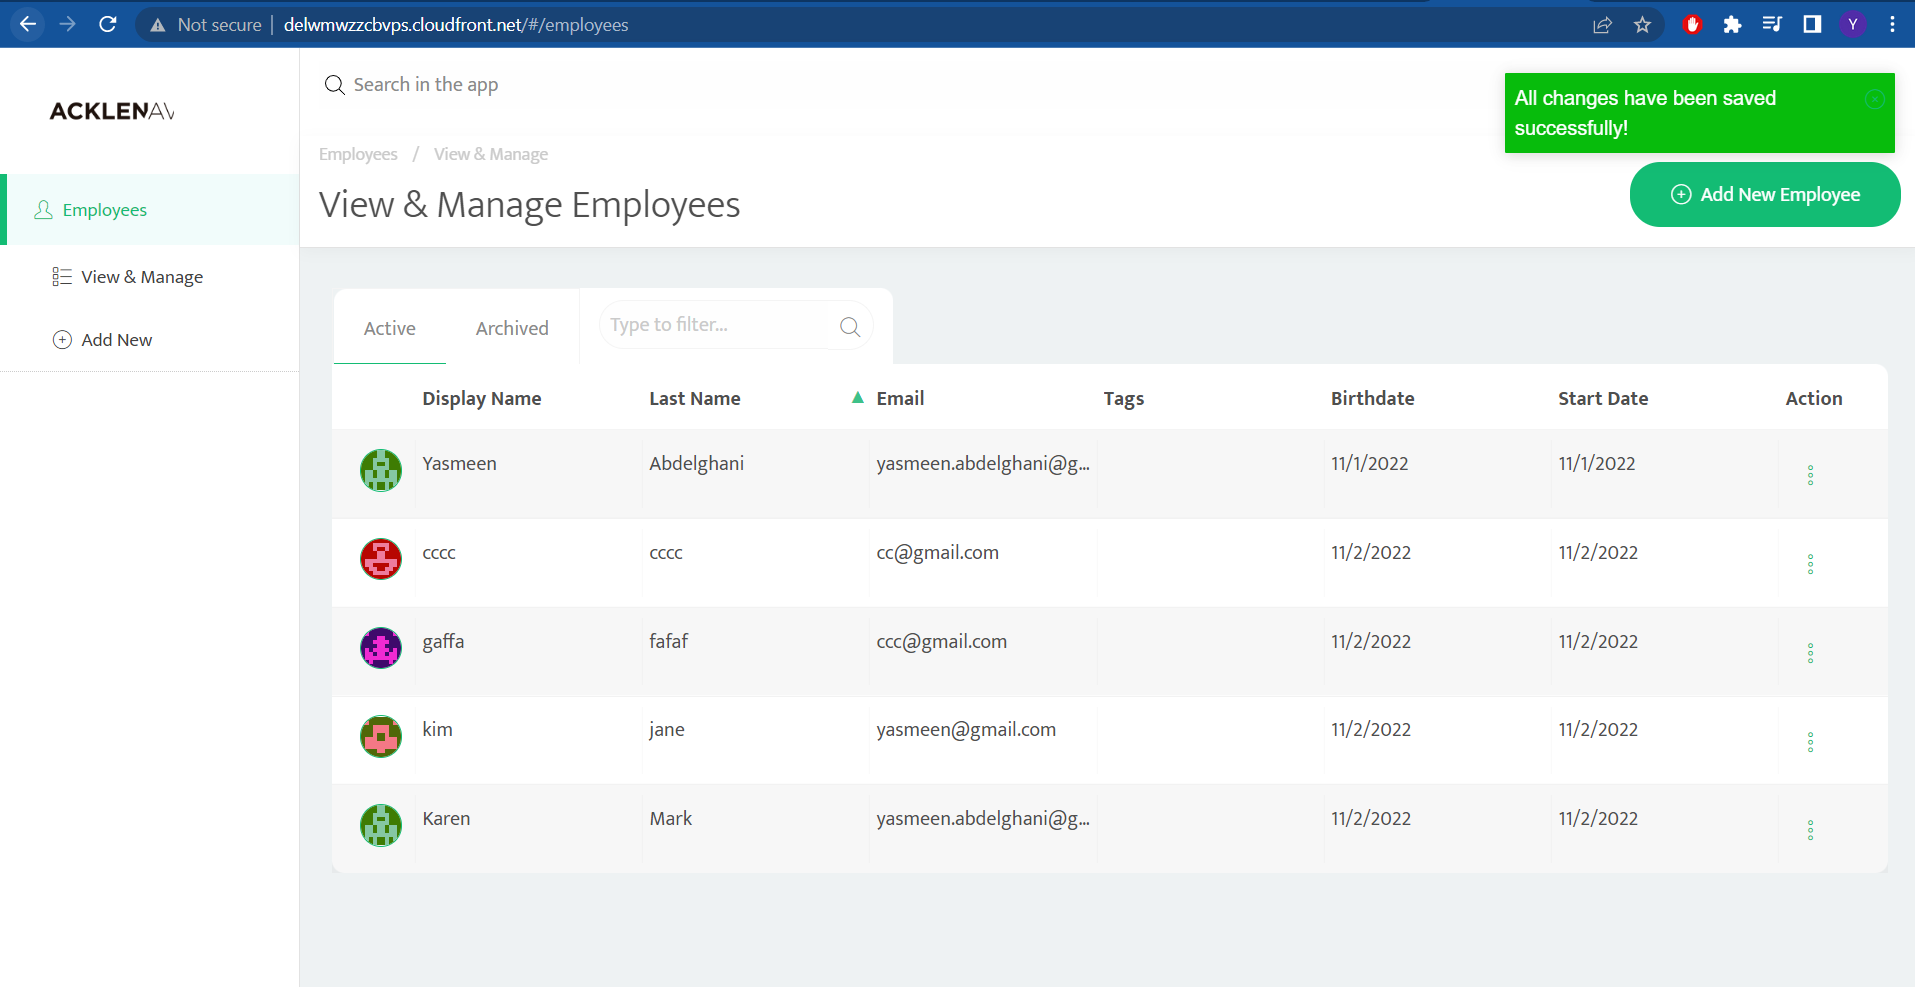 Not secure | delwmwzzcbvps.cloudfront.net/#/employees
Y
ACKLENAV
Search in the app
All changes have been saved
successfully!
Employees / View & Manage
View & Manage Employees
Add New Employee
Employees
View & Manage
Add New
Active Archived Type to filter...
Display Name Last Name Email Tags Birthdate Start Date Action
Yasmeen Abdelghani yasmeen.abdelghani@g... 11/1/2022 11/1/2022
cccc cccc cc@gmail.com 11/2/2022 11/2/2022
gaffa fafaf ccc@gmail.com 11/2/2022 11/2/2022
kim jane yasmeen@gmail.com 11/2/2022 11/2/2022
Karen Mark yasmeen.abdelghani@g... 11/2/2022 11/2/2022